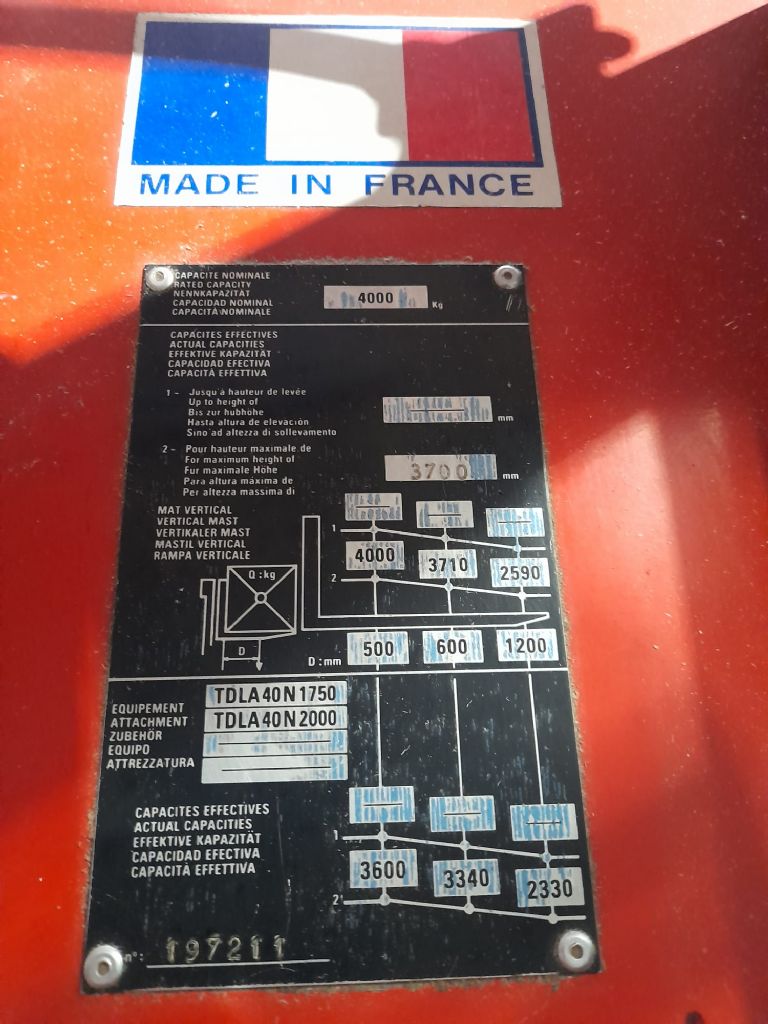 MADE IN FRANCE
CAPACITE NOMINALE
RATED CAPACITY
NENNKAPAZITÄT
CAPACIDAD NOMINAL
CAPACITÀ NOMINALE
4000 Kg
CAPACITES EFFECTIVES
ACTUAL CAPACITIES
EFFEKTIVE KAPAZITÄT
CAPACIDAD EFECTIVA
CAPACITÀ EFFETTIVA
1 - Jusqu'à hauteur de levée
Up to height of
Bis zur hubhöhe
Hasta altura de elevación
Sino ad altezza di sollevamento
mm
2 - Pour hauteur maximale de
For maximum height of
Fur maximale Höhe
Para altura máxima de
Per altezza massima di
3700 mm
MAT VERTICAL
VERTICAL MAST
VERTIKALER MAST
MASTIL VERTICAL
RAMPA VERTICALE
1
4000 3710 2590
2
Q : kg
D
D : mm 500 600 1200
EQUIPEMENT
ATTACHMENT
ZUBEHÖR
EQUIPO
ATTREZZATURA
TDLA 40 N 1750
TDLA 40 N 2000
CAPACITES EFFECTIVES
ACTUAL CAPACITIES
EFFEKTIVE KAPAZITÄT
CAPACIDAD EFECTIVA
CAPACITÀ EFFETTIVA
1
3600 3340 2330
2
n°: 197211